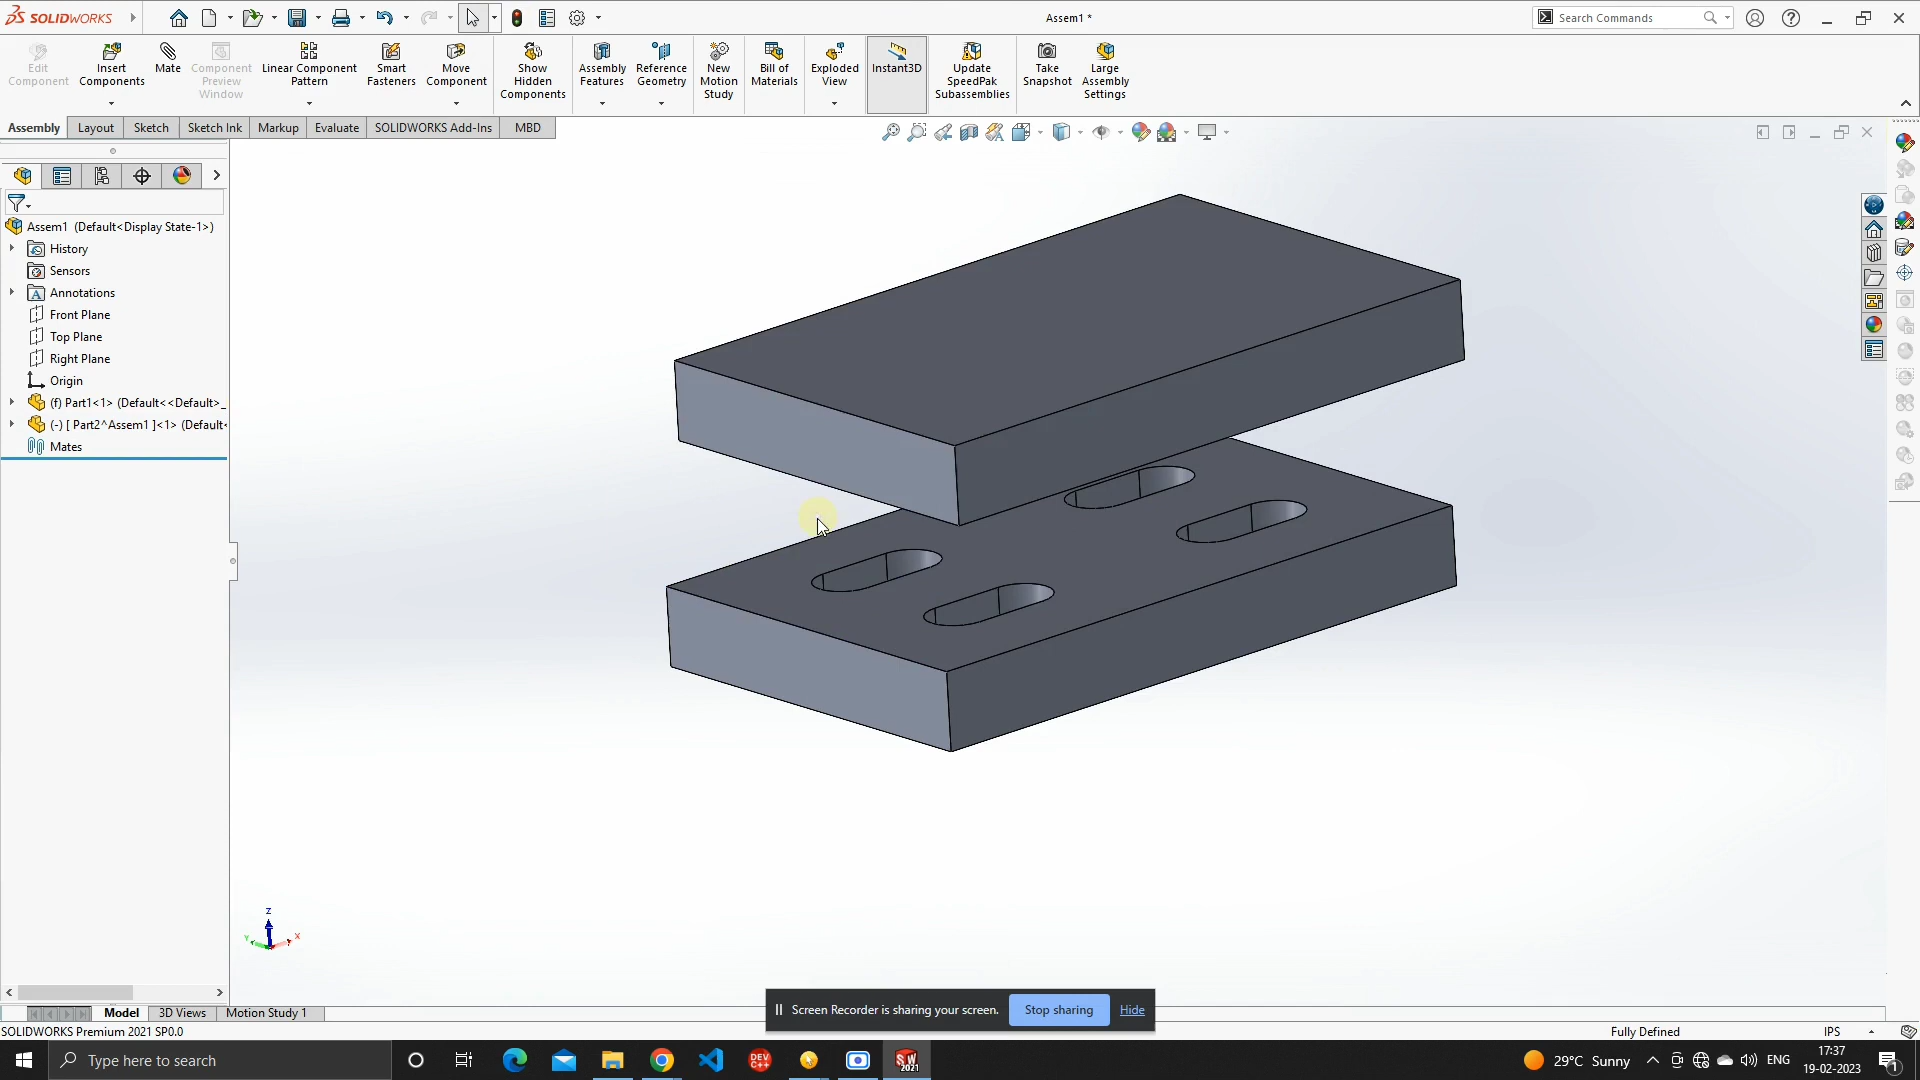 SOLIDWORKS
Assem1 *
Search Commands
Edit Component
Insert Components
Mate
Component Preview Window
Linear Component Pattern
Smart Fasteners
Move Component
Show Hidden Components
Assembly Features
Reference Geometry
New Motion Study
Bill of Materials
Exploded View
Instant3D
Update SpeedPak Subassemblies
Take Snapshot
Large Assembly Settings
Assembly
Layout
Sketch
Sketch Ink
Markup
Evaluate
SOLIDWORKS Add-Ins
MBD
Assem1 (Default<Display State-1>)
History
Sensors
Annotations
Front Plane
Top Plane
Right Plane
Origin
(f) Part1<1> (Default<<Default>_
(-) [ Part2^Assem1 ]<1> (Default<
Mates
Z
Y
X
Screen Recorder is sharing your screen.
Stop sharing
Hide
Model
3D Views
Motion Study 1
SOLIDWORKS Premium 2021 SP0.0
Fully Defined
IPS
Type here to search
DEV C++
SW 2021
29°C Sunny
ENG
17:37
19-02-2023
1